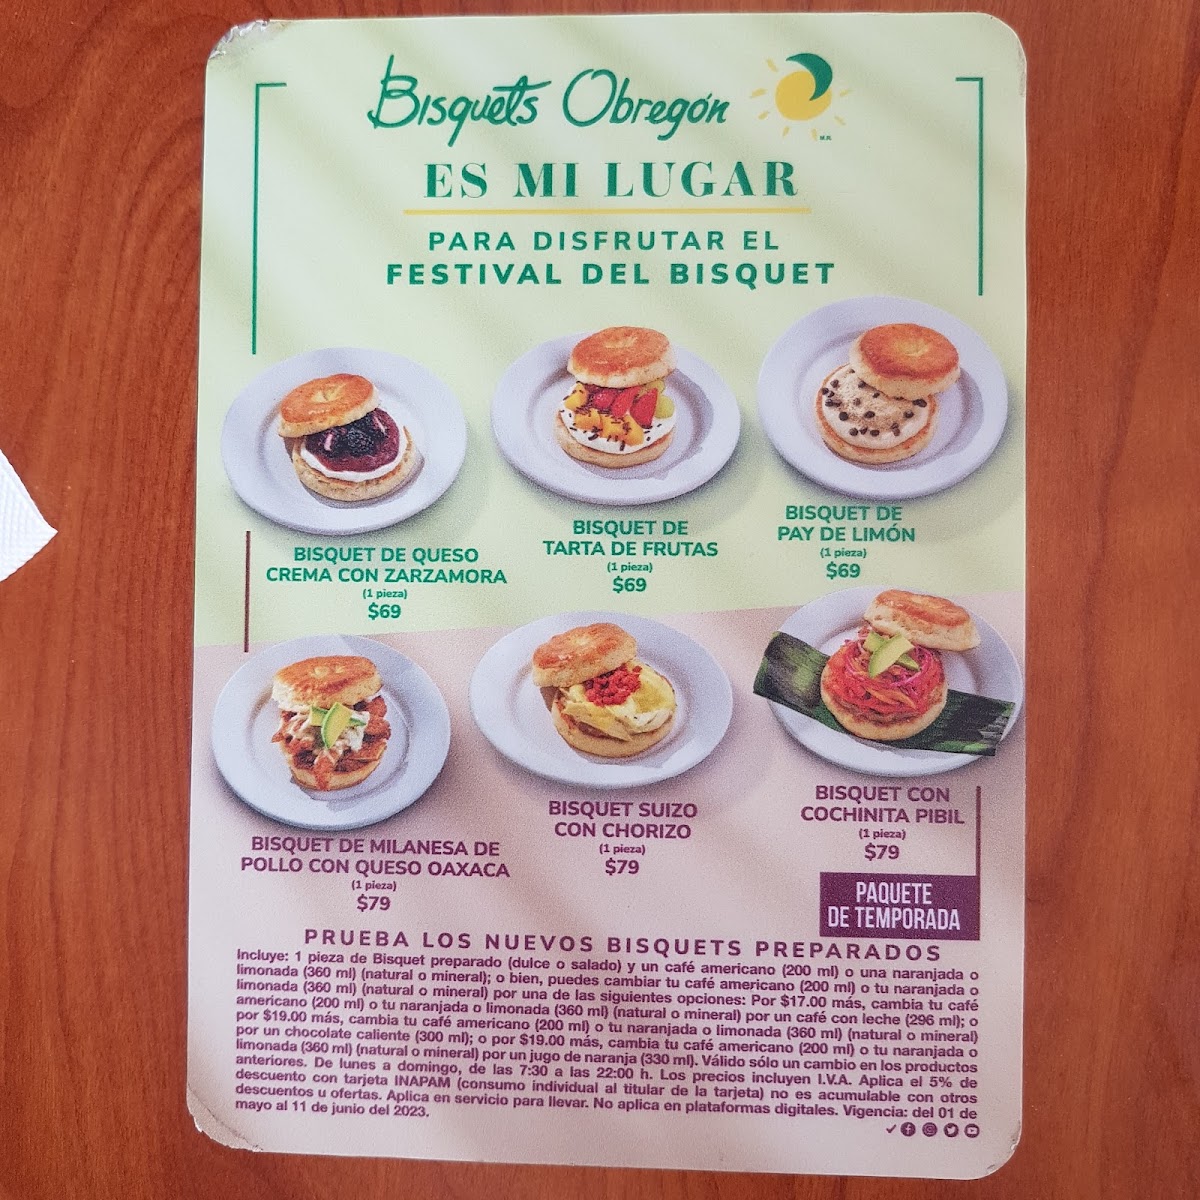 Bisquets Obregón
M.R.
ES MI LUGAR
PARA DISFRUTAR EL
FESTIVAL DEL BISQUET
BISQUET DE QUESO
CREMA CON ZARZAMORA
(1 pieza)
$69
BISQUET DE
TARTA DE FRUTAS
(1 pieza)
$69
BISQUET DE
PAY DE LIMÓN
(1 pieza)
$69
BISQUET DE MILANESA DE
POLLO CON QUESO OAXACA
(1 pieza)
$79
BISQUET SUIZO
CON CHORIZO
(1 pieza)
$79
BISQUET CON
COCHINITA PIBIL
(1 pieza)
$79
PAQUETE
DE TEMPORADA
PRUEBA LOS NUEVOS BISQUETS PREPARADOS
Incluye: 1 pieza de Bisquet preparado (dulce o salado) y un café americano (200 ml) o una naranjada o
limonada (360 ml) (natural o mineral); o bien, puedes cambiar tu café americano (200 ml) o tu naranjada o
limonada (360 ml) (natural o mineral) por una de las siguientes opciones: Por $17.00 más, cambia tu café
americano (200 ml) o tu naranjada o limonada (360 ml) (natural o mineral) por un café con leche (296 ml); o
por $19.00 más, cambia tu café americano (200 ml) o tu naranjada o limonada (360 ml) (natural o mineral)
por un chocolate caliente (300 ml); o por $19.00 más, cambia tu café americano (200 ml) o tu naranjada o
limonada (360 ml) (natural o mineral) por un jugo de naranja (330 ml). Válido sólo un cambio en los productos
anteriores. De lunes a domingo, de las 7:30 a las 22:00 h. Los precios incluyen I.V.A. Aplica el 5% de
descuento con tarjeta INAPAM (consumo individual al titular de la tarjeta) no es acumulable con otros
descuentos u ofertas. Aplica en servicio para llevar. No aplica en plataformas digitales. Vigencia: del 01 de
mayo al 11 de junio del 2023.